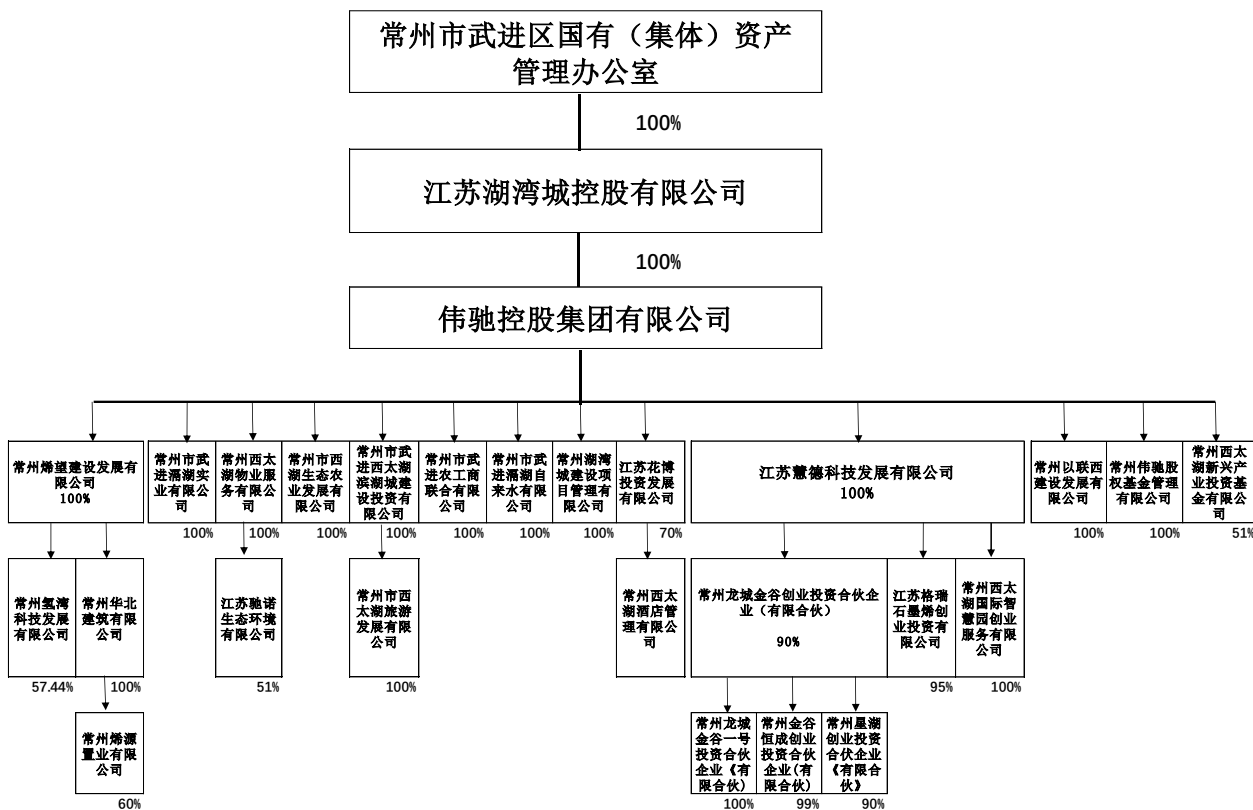 常州市武进区国有（集体）资产
管理办公室
100%
江苏湖湾城控股有限公司
100%
伟驰控股集团有限公司
常州烯望建设发展有
限公司
100%
常州市武
进滆湖实
业有限公
司
100%
常州西太
湖物业服
务有限公
司
100%
常州市西
湖生态农
业发展有
限公司
100%
常州市武
进西太湖
滨湖城建
设投资有
限公司
100%
常州市武
进农工商
联合有限
公司
100%
常州市武
进滆湖自
来水有限
公司
100%
常州湖湾
城建设项
目管理有
限公司
100%
江苏花博
投资发展
有限公司
70%
江苏慧德科技发展有限公司
100%
常州以联西
建设发展有
限公司
100%
常州伟驰股
权基金管理
有限公司
100%
常州西太
湖新兴产
业投资基
金有限公
司
51%
常州氢湾
科技发展
有限公司
57.44%
常州华北
建筑有限
公司
100%
江苏驰诺
生态环境
有限公司
51%
常州市西
太湖旅游
发展有限
公司
100%
常州西太
湖酒店管
理有限公
司
常州龙城金谷创业投资合伙企
业（有限合伙）
90%
江苏格瑞
石墨烯创
业投资有
限公司
95%
常州西太
湖国际智
慧园创业
服务有限
公司
100%
常州烯源
置业有限
公司
60%
常州龙城
金谷一号
投资合伙
企业《有
限合伙)
100%
常州金谷
恒成创业
投资合伙
企业(有
限合伙)
99%
常州星湖
创业投资
合伙企业
《有限合
伙》
90%